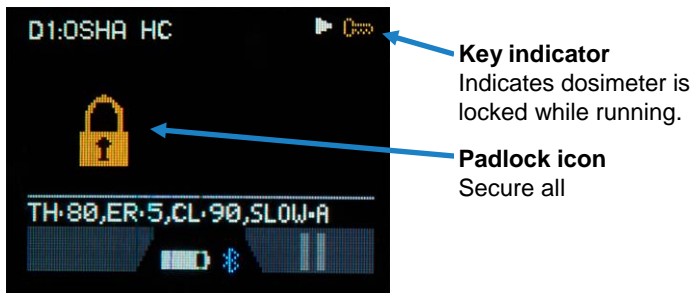 D1:OSHA HC
Key indicator
Indicates dosimeter is
locked while running.
Padlock icon
Secure all
TH·80,ER·5,CL·90,SLOW·A